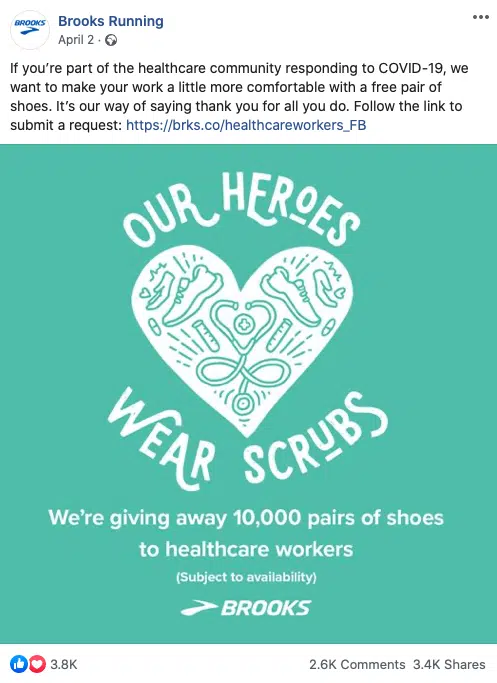 BROOKS
Brooks Running
April 2 ·
If you're part of the healthcare community responding to COVID-19, we
want to make your work a little more comfortable with a free pair of
shoes. It's our way of saying thank you for all you do. Follow the link to
submit a request: https://brks.co/healthcareworkers_FB
OUR HEROES
WEAR SCRUBS
We're giving away 10,000 pairs of shoes
to healthcare workers
(Subject to availability)
BROOKS
3.8K
2.6K Comments 3.4K Shares